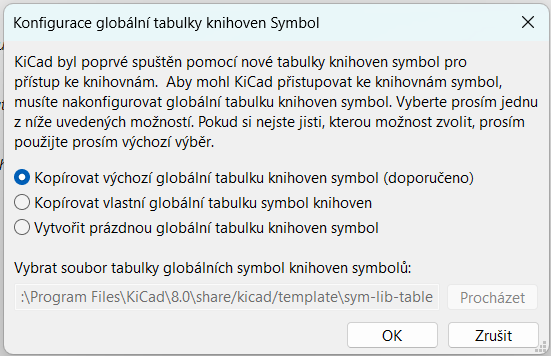 Konfigurace globální tabulky knihoven Symbol
KiCad byl poprvé spuštěn pomocí nové tabulky knihoven symbol pro
přístup ke knihovnám.  Aby mohl KiCad přistupovat ke knihovnám symbol,
musíte nakonfigurovat globální tabulku knihoven symbol. Vyberte prosím jednu
z níže uvedených možností. Pokud si nejste jisti, kterou možnost zvolit, prosím
použijte prosím výchozí výběr.
Kopírovat výchozí globální tabulku knihoven symbol (doporučeno)
Kopírovat vlastní globální tabulku symbol knihoven
Vytvořit prázdnou globální tabulku knihoven symbol
Vybrat soubor tabulky globálních symbol knihoven symbolů:
:\Program Files\KiCad\8.0\share/kicad/template\sym-lib-table
Procházet
OK
Zrušit